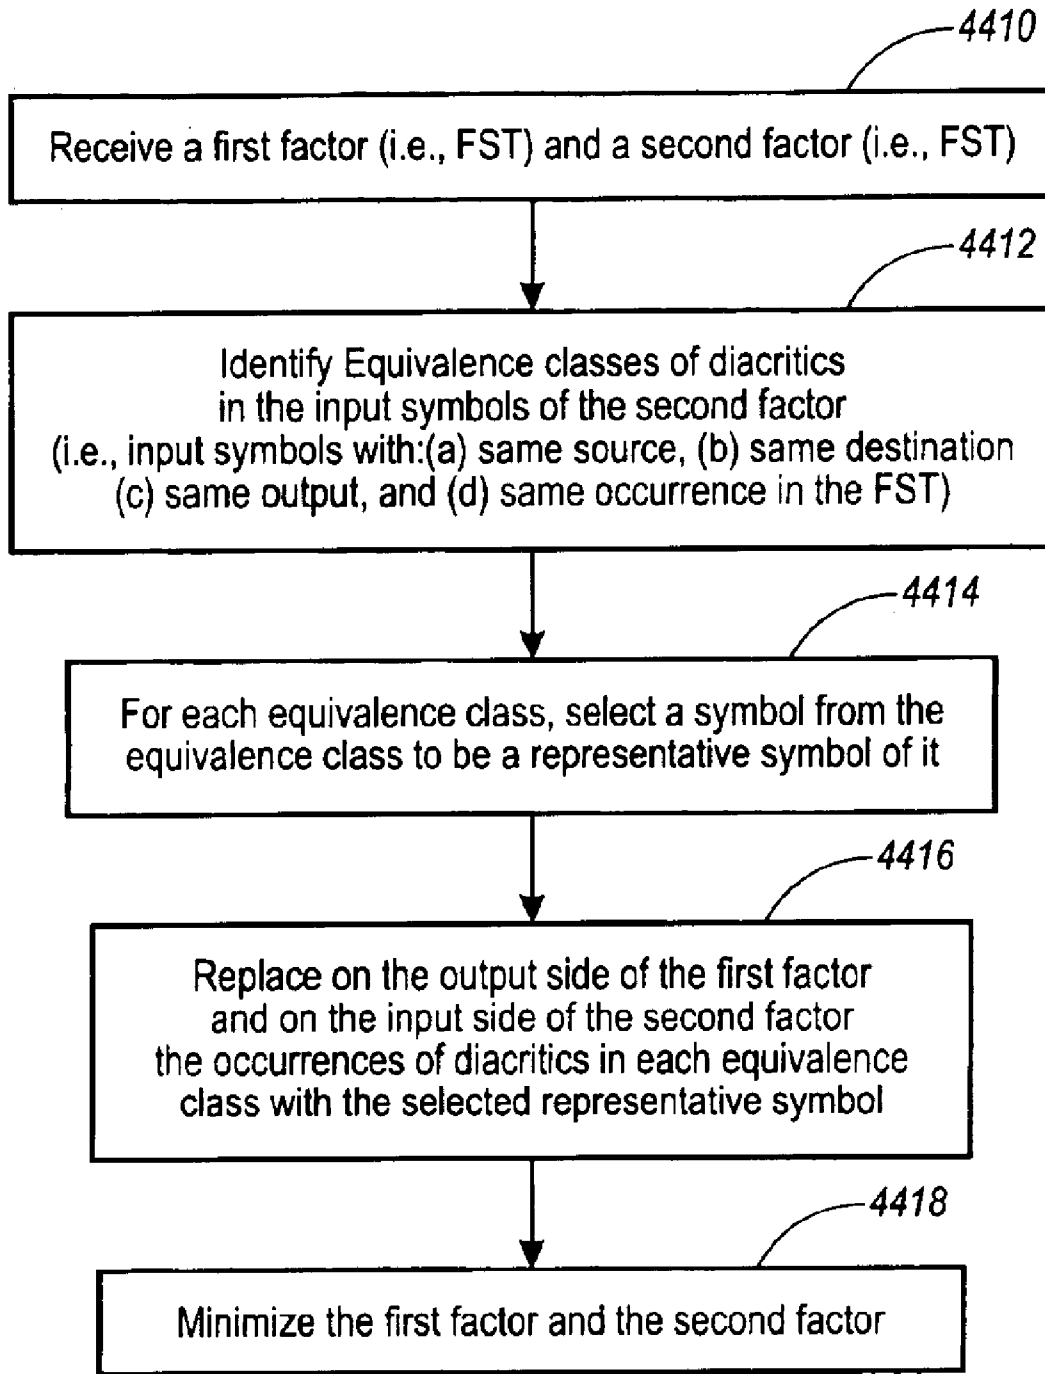 4410
Receive a first factor (i.e., FST) and a second factor (i.e., FST)
4412
Identify Equivalence classes of diacritics
in the input symbols of the second factor
(i.e., input symbols with:(a) same source, (b) same destination
(c) same output, and (d) same occurrence in the FST)
4414
For each equivalence class, select a symbol from the
equivalence class to be a representative symbol of it
4416
Replace on the output side of the first factor
and on the input side of the second factor
the occurrences of diacritics in each equivalence
class with the selected representative symbol
4418
Minimize the first factor and the second factor